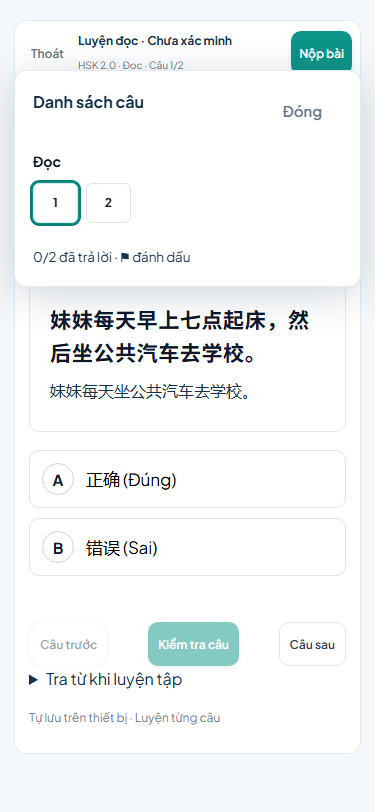 Thoát
Luyện đọc · Chưa xác minh
HSK 2.0 · Đọc · Câu 1/2
Nộp bài
Danh sách câu
Đóng
Đọc
1
2
0/2 đã trả lời · ⚑ đánh dấu
妹妹每天早上七点起床，然
后坐公共汽车去学校。
妹妹每天坐公共汽车去学校。
A 正确 (Đúng)
B 错误 (Sai)
Câu trước
Kiểm tra câu
Câu sau
▶ Tra từ khi luyện tập
Tự lưu trên thiết bị · Luyện từng câu